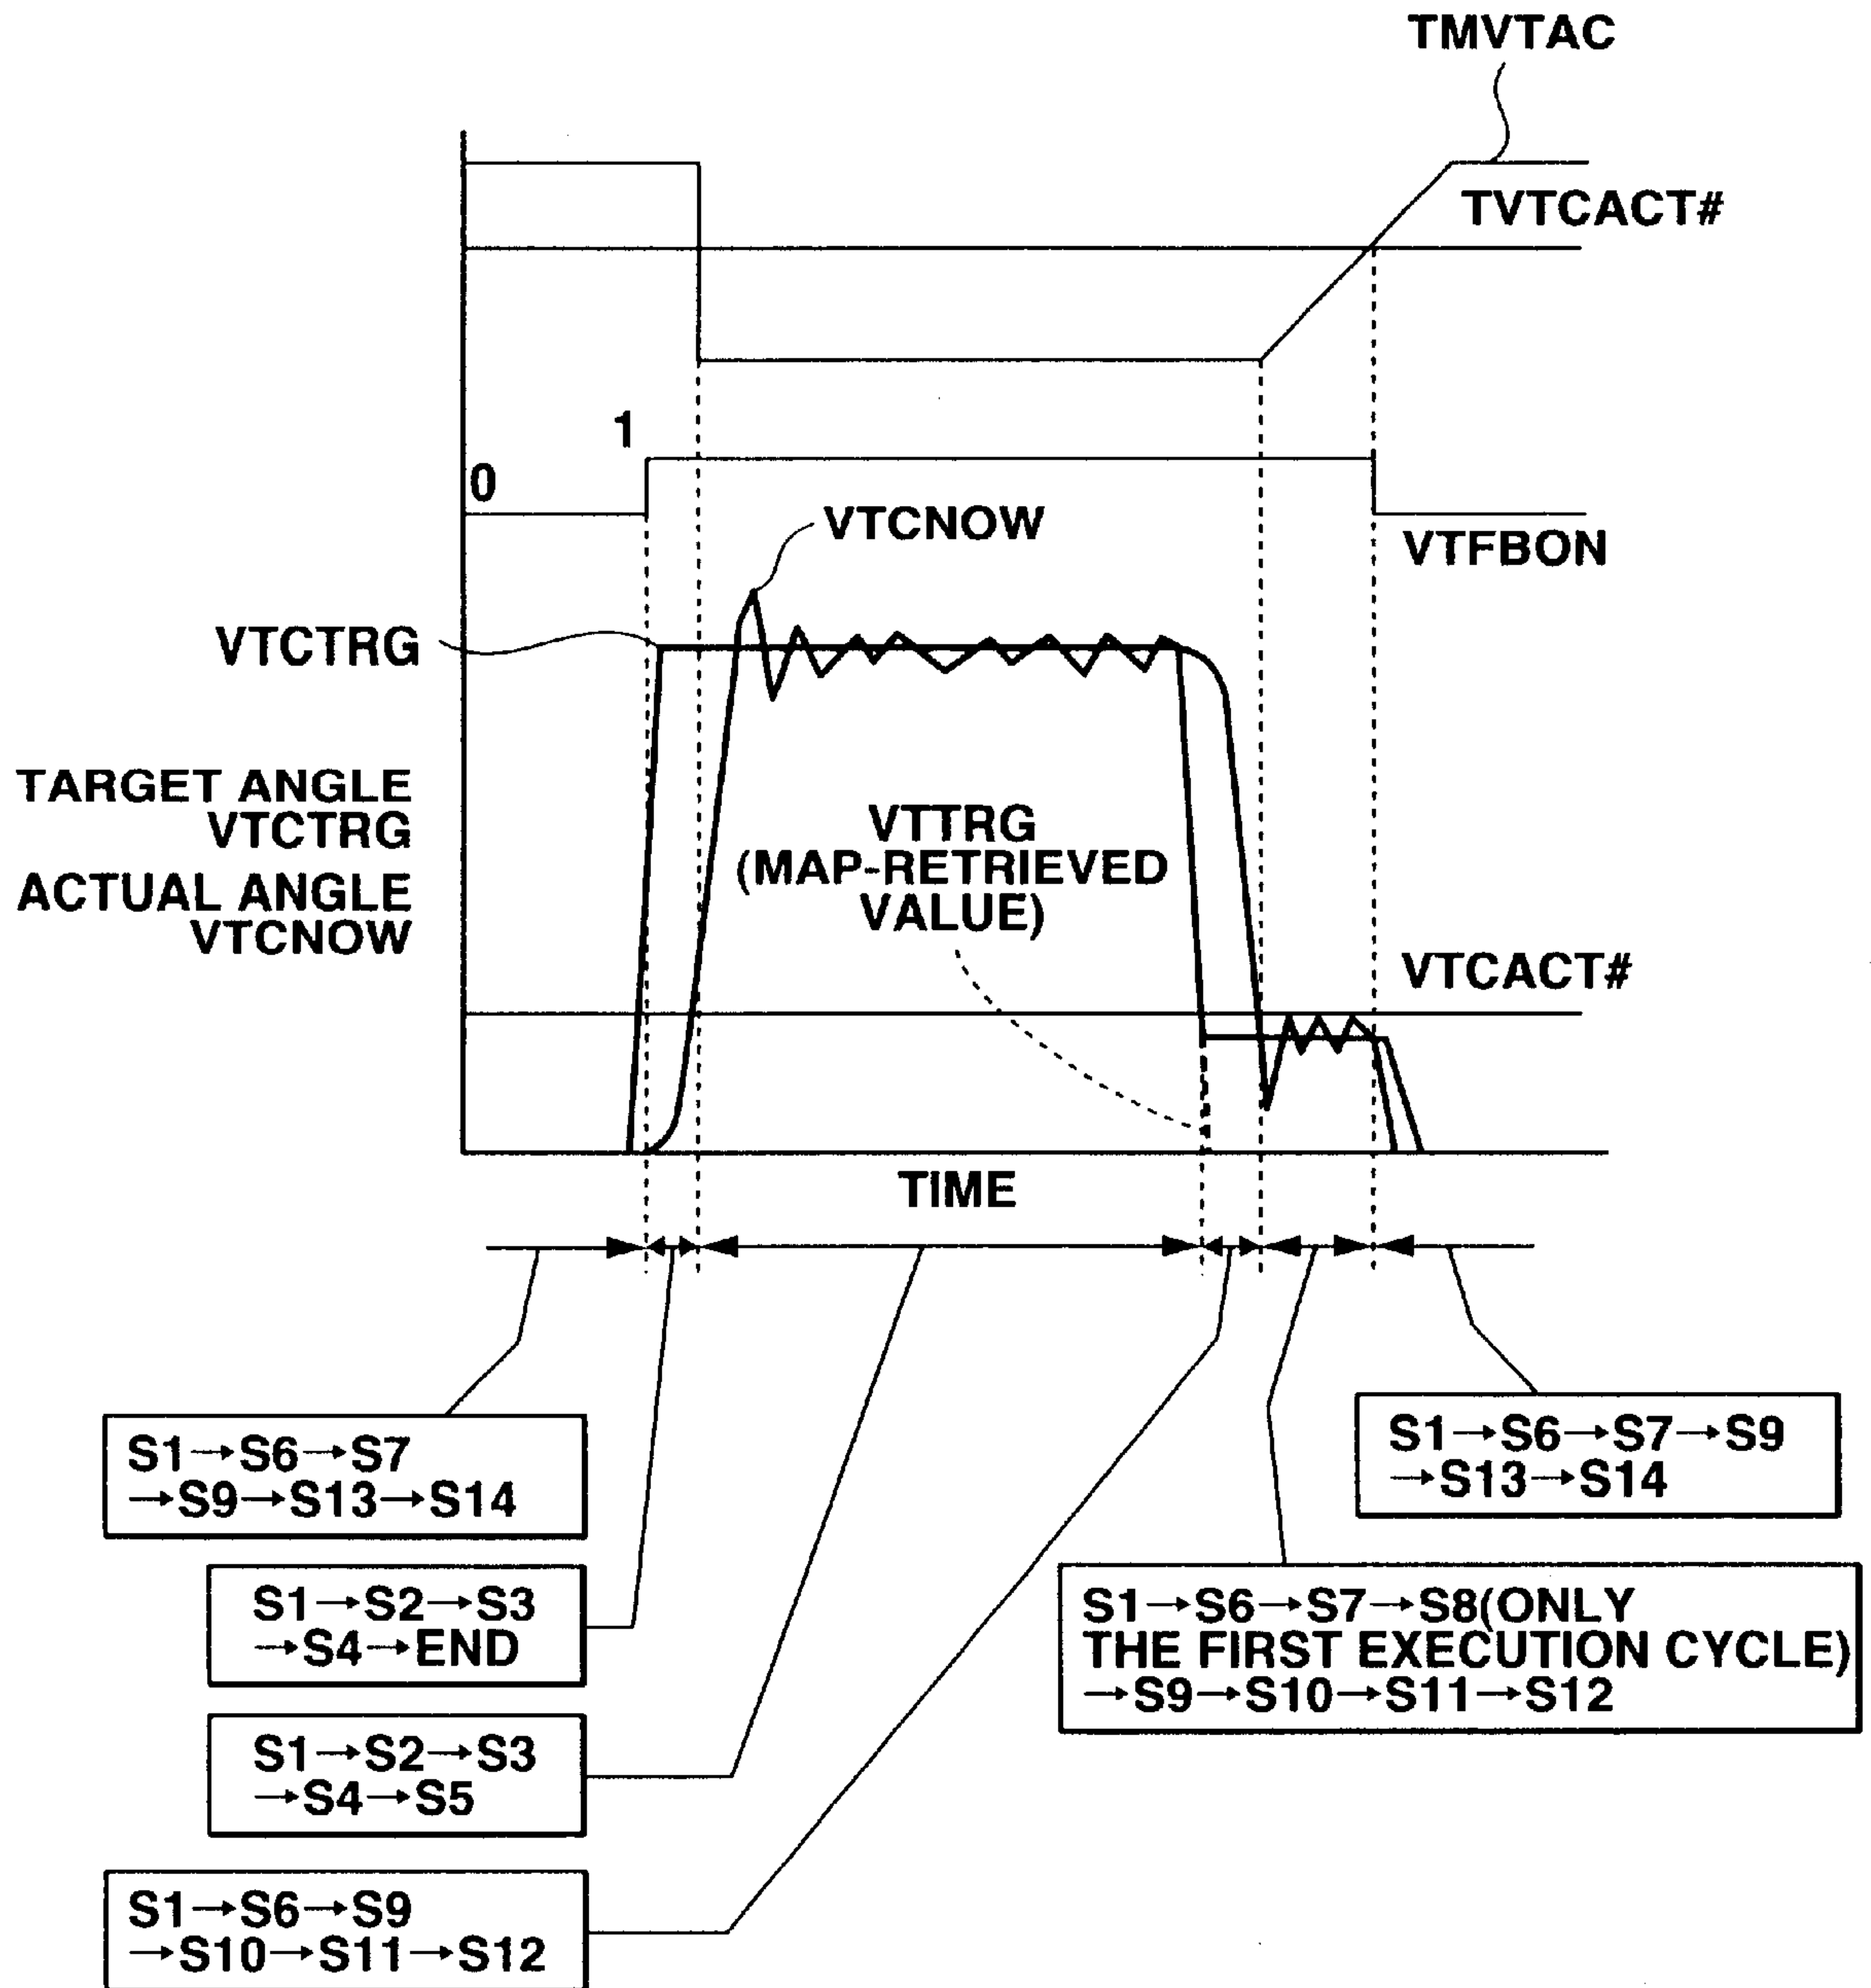 TMVTAC
TVTCACT#
1
0
VTCNOW
VTFBON
VTCTRG
TARGET ANGLE
VTCTRG
ACTUAL ANGLE
VTCNOW
VTTRG
(MAP-RETRIEVED
VALUE)
VTCACT#
TIME
S1→S6→S7
→S9→S13→S14
S1→S6→S7→S9
→S13→S14
S1→S2→S3
→S4→END
S1→S6→S7→S8(ONLY
THE FIRST EXECUTION CYCLE)
→S9→S10→S11→S12
S1→S2→S3
→S4→S5
S1→S6→S9
→S10→S11→S12